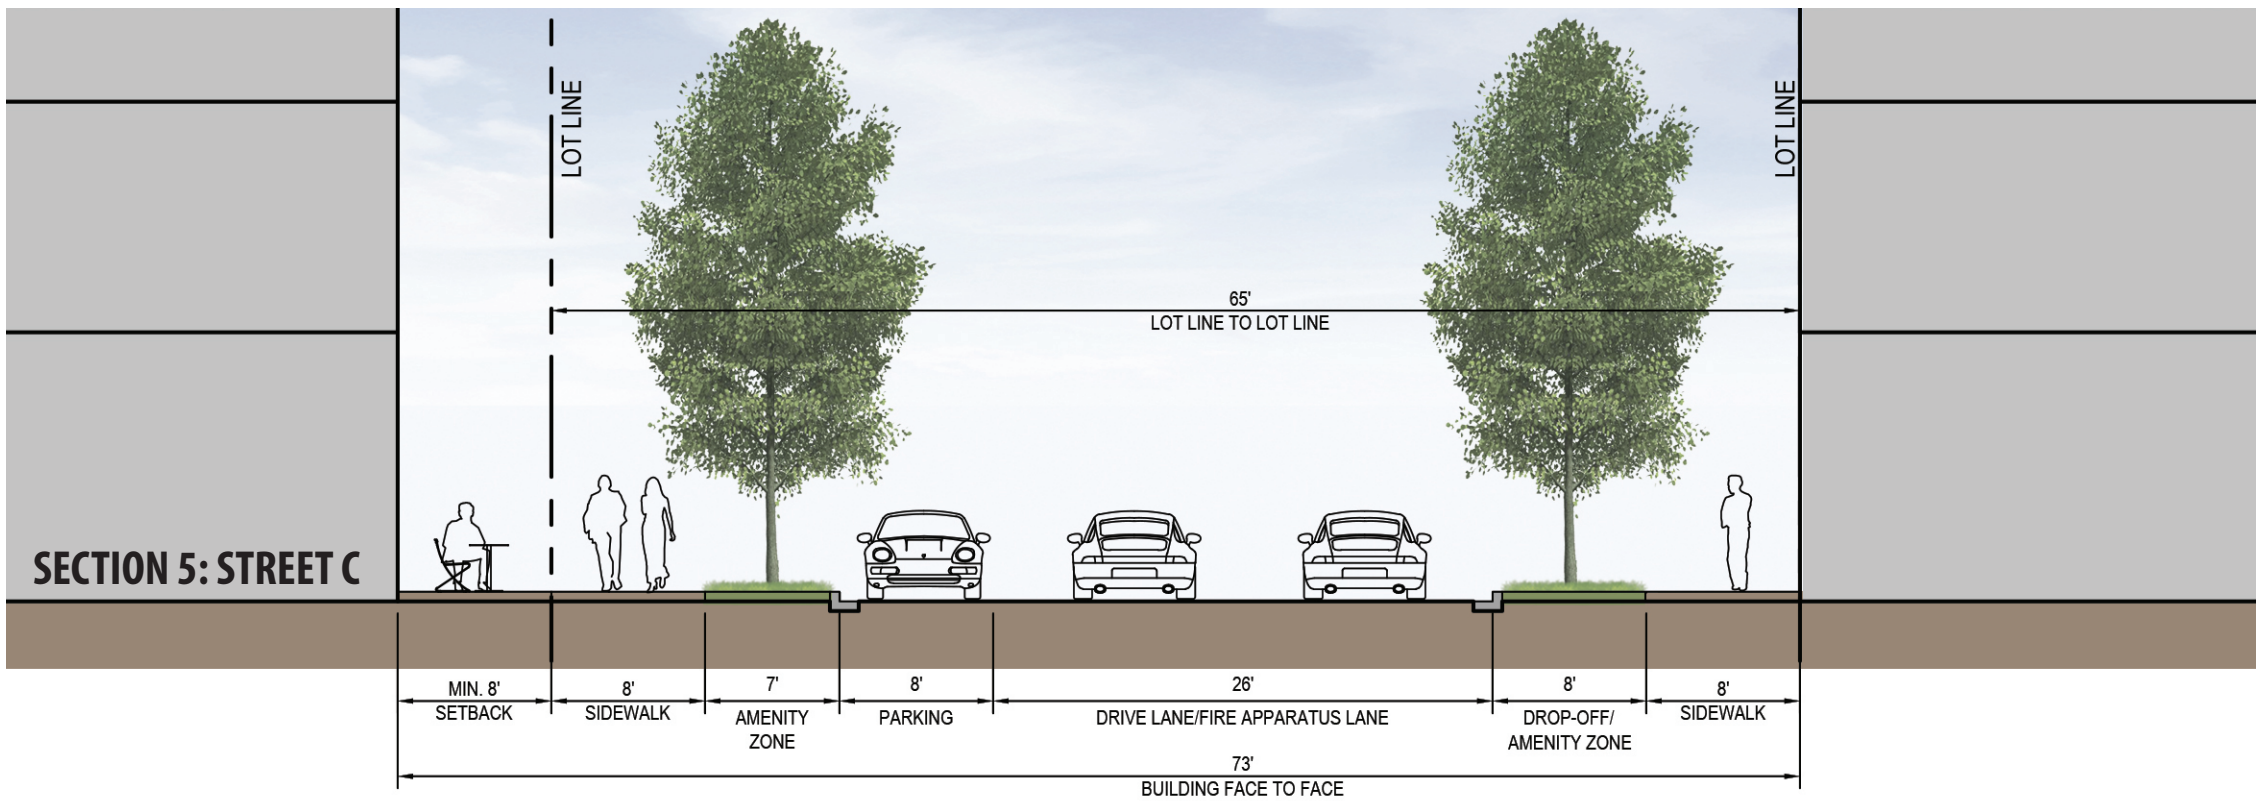 LOT LINE
LOT LINE
65'
LOT LINE TO LOT LINE
SECTION 5: STREET C
MIN. 8'
SETBACK
8'
SIDEWALK
7'
AMENITY
ZONE
8'
PARKING
26'
DRIVE LANE/FIRE APPARATUS LANE
8'
DROP-OFF/
AMENITY ZONE
8'
SIDEWALK
73'
BUILDING FACE TO FACE